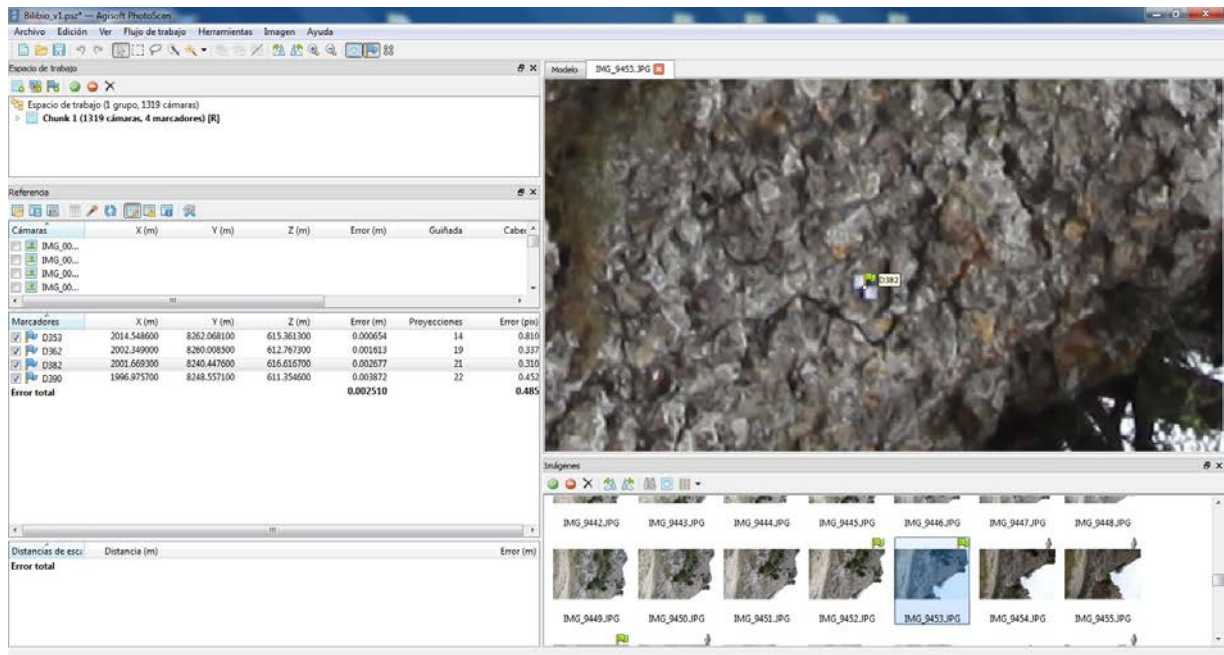 Bilibio_v1.psz* — Agisoft PhotoScan
Archivo Edición Ver Flujo de trabajo Herramientas Imagen Ayuda
Espacio de trabajo
Espacio de trabajo (1 grupo, 1319 cámaras)
Chunk 1 (1319 cámaras, 4 marcadores) [R]
Referencia
Cámaras X (m) Y (m) Z (m) Error (m) Guiñada Cabec
IMG_00...
IMG_00...
IMG_00...
IMG_00...
Marcadores X (m) Y (m) Z (m) Error (m) Proyecciones Error (pix)
D353 2014.548600 8262.068100 615.361300 0.000654 14 0.810
D362 2002.349000 8260.008500 612.767300 0.001613 19 0.337
D382 2001.669300 8240.447600 616.616700 0.002677 21 0.310
D390 1996.975700 8248.557100 611.354600 0.003872 22 0.452
Error total 0.002510 0.485
Distancias de esca Distancia (m) Error (m)
Error total
Modelo IMG_9453.JPG
D382
Imágenes
IMG_9442.JPG IMG_9443.JPG IMG_9444.JPG IMG_9445.JPG IMG_9446.JPG IMG_9447.JPG IMG_9448.JPG
IMG_9449.JPG IMG_9450.JPG IMG_9451.JPG IMG_9452.JPG IMG_9453.JPG IMG_9454.JPG IMG_9455.JPG